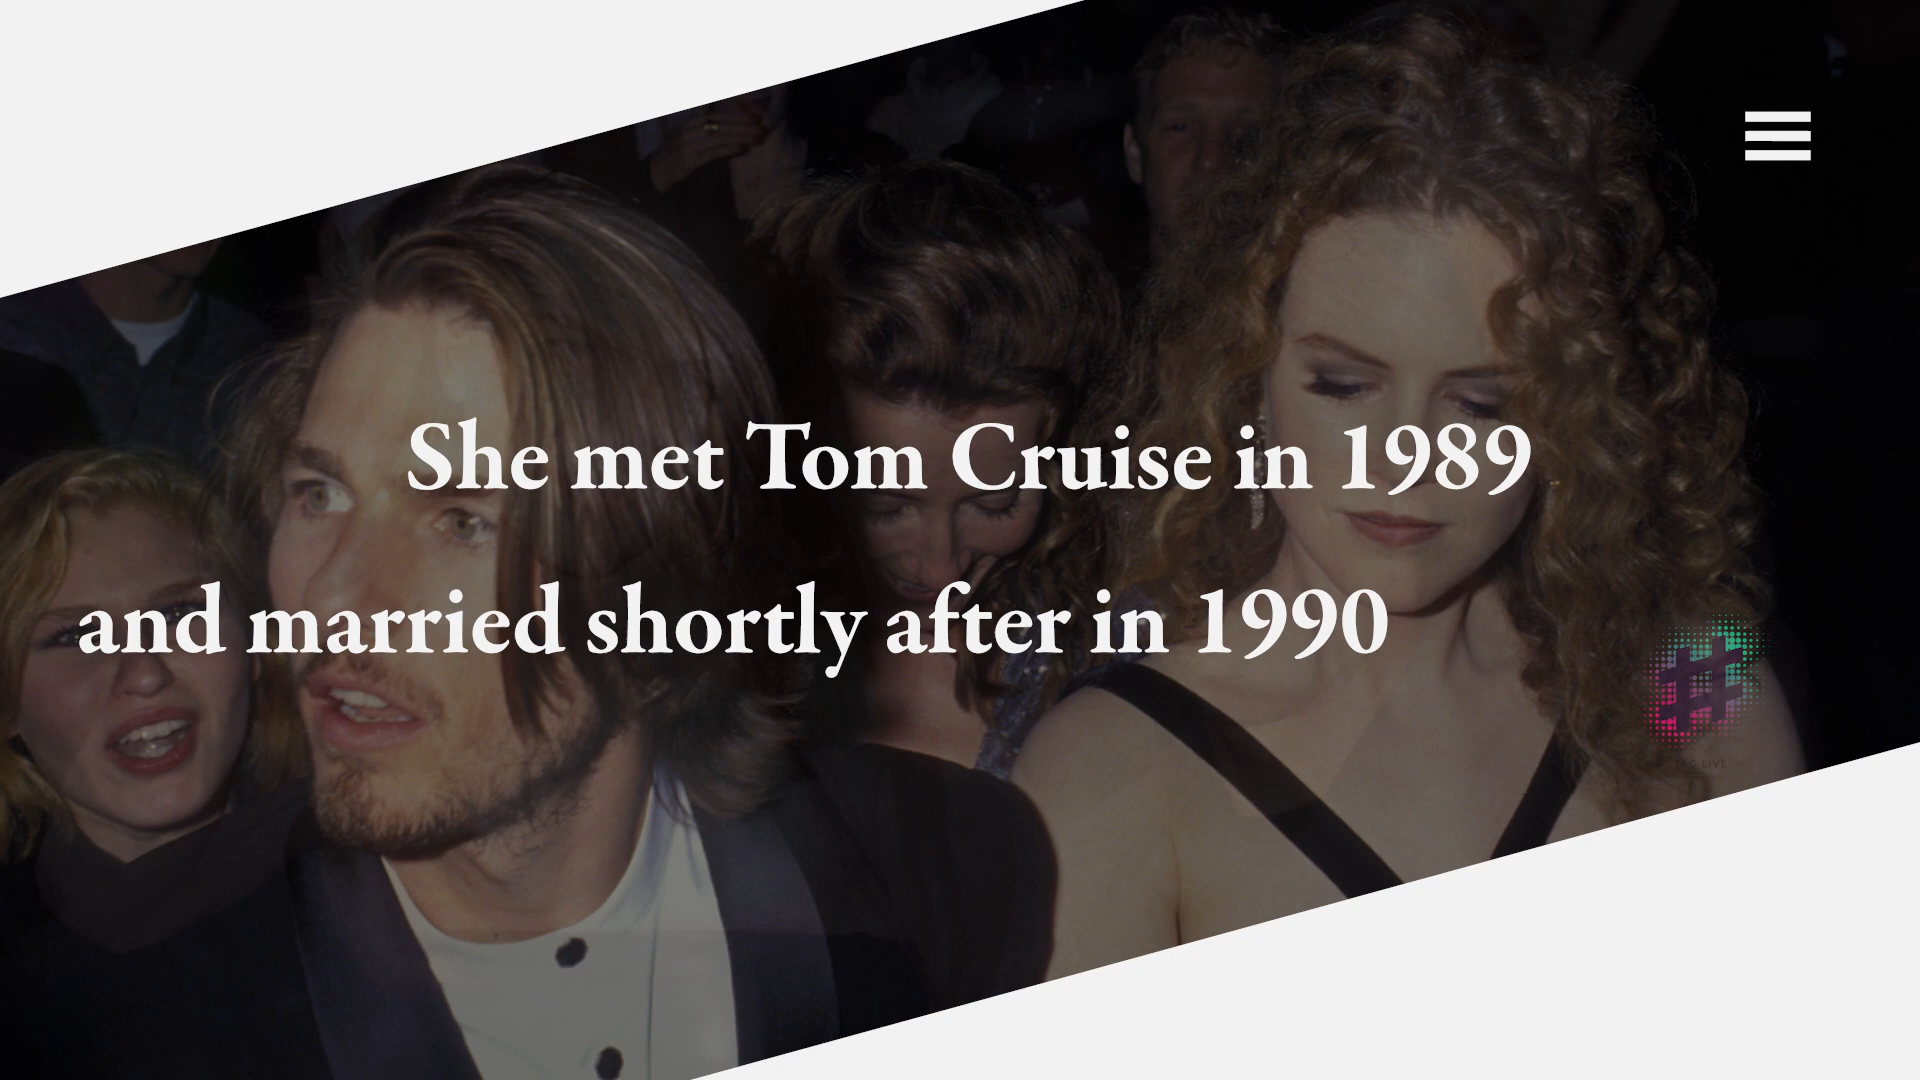 She met Tom Cruise in 1989
and married shortly after in 1990